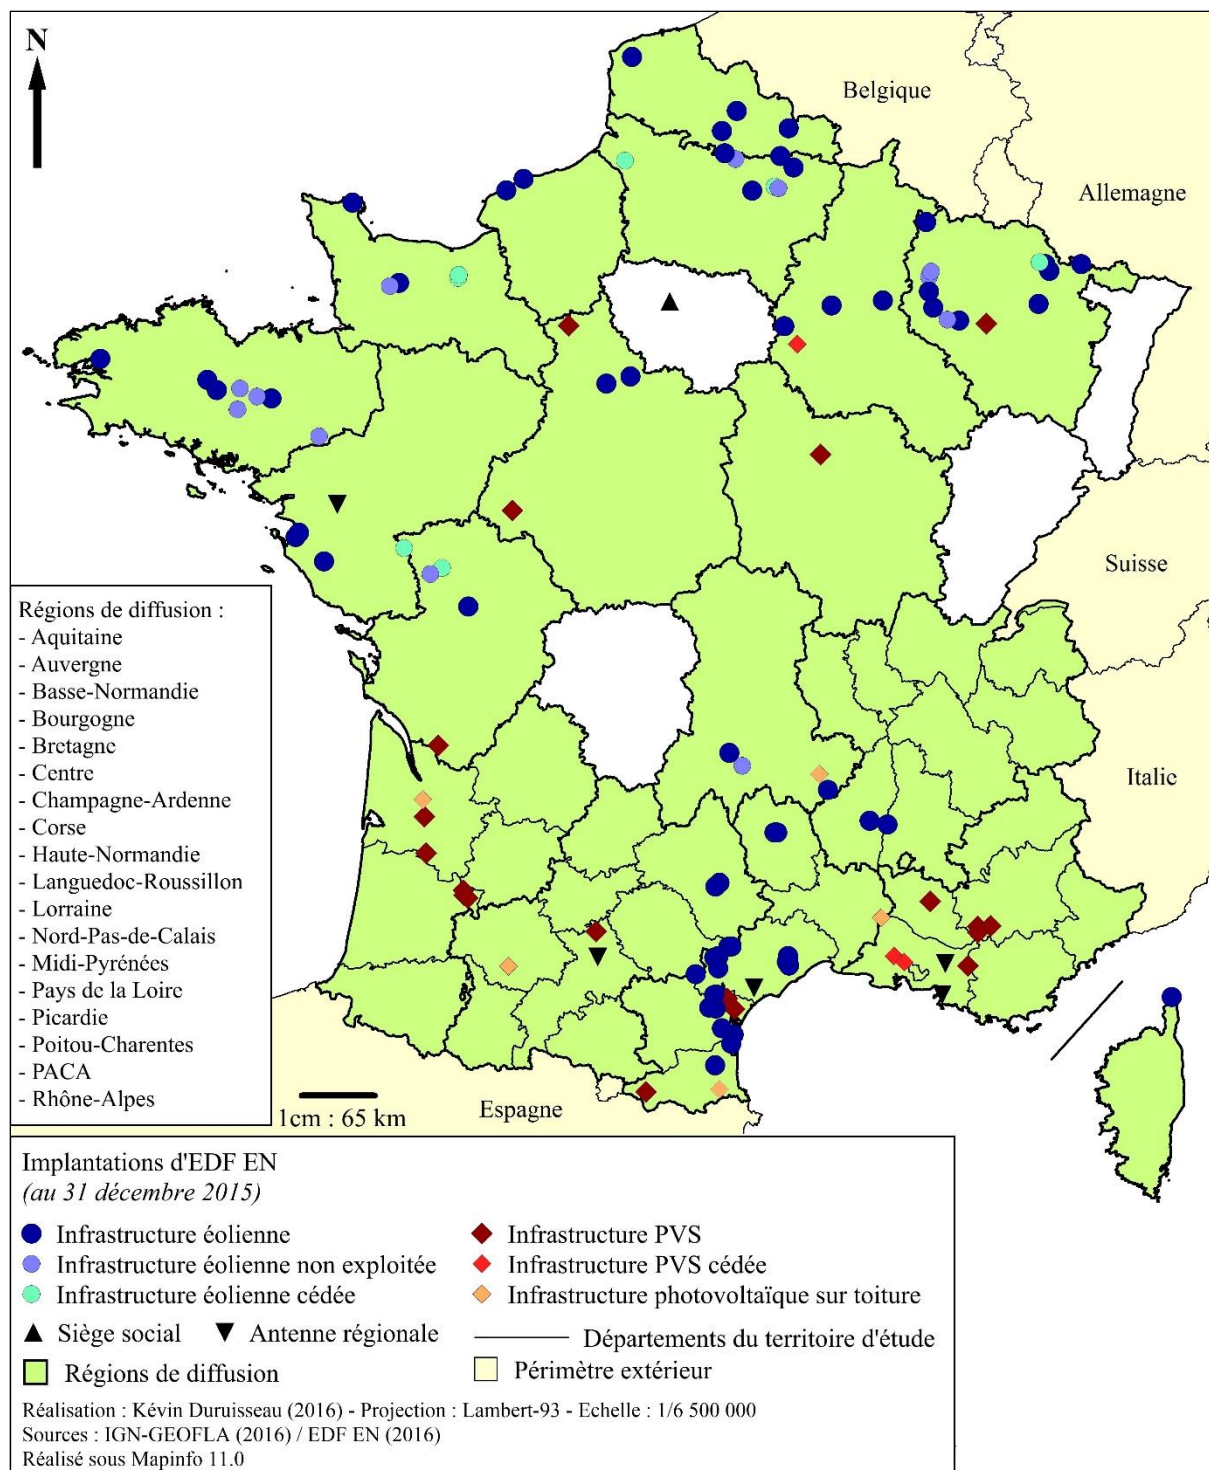 N
Belgique
Allemagne
Suisse
Italie
Régions de diffusion :
- Aquitaine
- Auvergne
- Basse-Normandie
- Bourgogne
- Bretagne
- Centre
- Champagne-Ardenne
- Corse
- Haute-Normandie
- Languedoc-Roussillon
- Lorraine
- Nord-Pas-de-Calais
- Midi-Pyrénées
- Pays de la Loire
- Picardie
- Poitou-Charentes
- PACA
- Rhône-Alpes
1cm : 65 km
Espagne
Implantations d'EDF EN
(au 31 décembre 2015)
Infrastructure éolienne
Infrastructure éolienne non exploitée
Infrastructure éolienne cédée
Infrastructure PVS
Infrastructure PVS cédée
Infrastructure photovoltaïque sur toiture
Siège social
Antenne régionale
Départements du territoire d'étude
Régions de diffusion
Périmètre extérieur
Réalisation : Kévin Duruisseau (2016) - Projection : Lambert-93 - Echelle : 1/6 500 000
Sources : IGN-GEOFLA (2016) / EDF EN (2016)
Réalisé sous Mapinfo 11.0